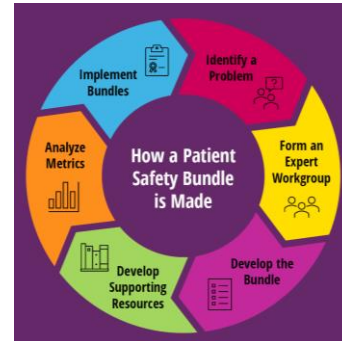 How a Patient
Safety Bundle
is Made
Identify a
Problem
Form an
Expert
Workgroup
Develop the
Bundle
Develop
Supporting
Resources
Analyze
Metrics
Implement
Bundles